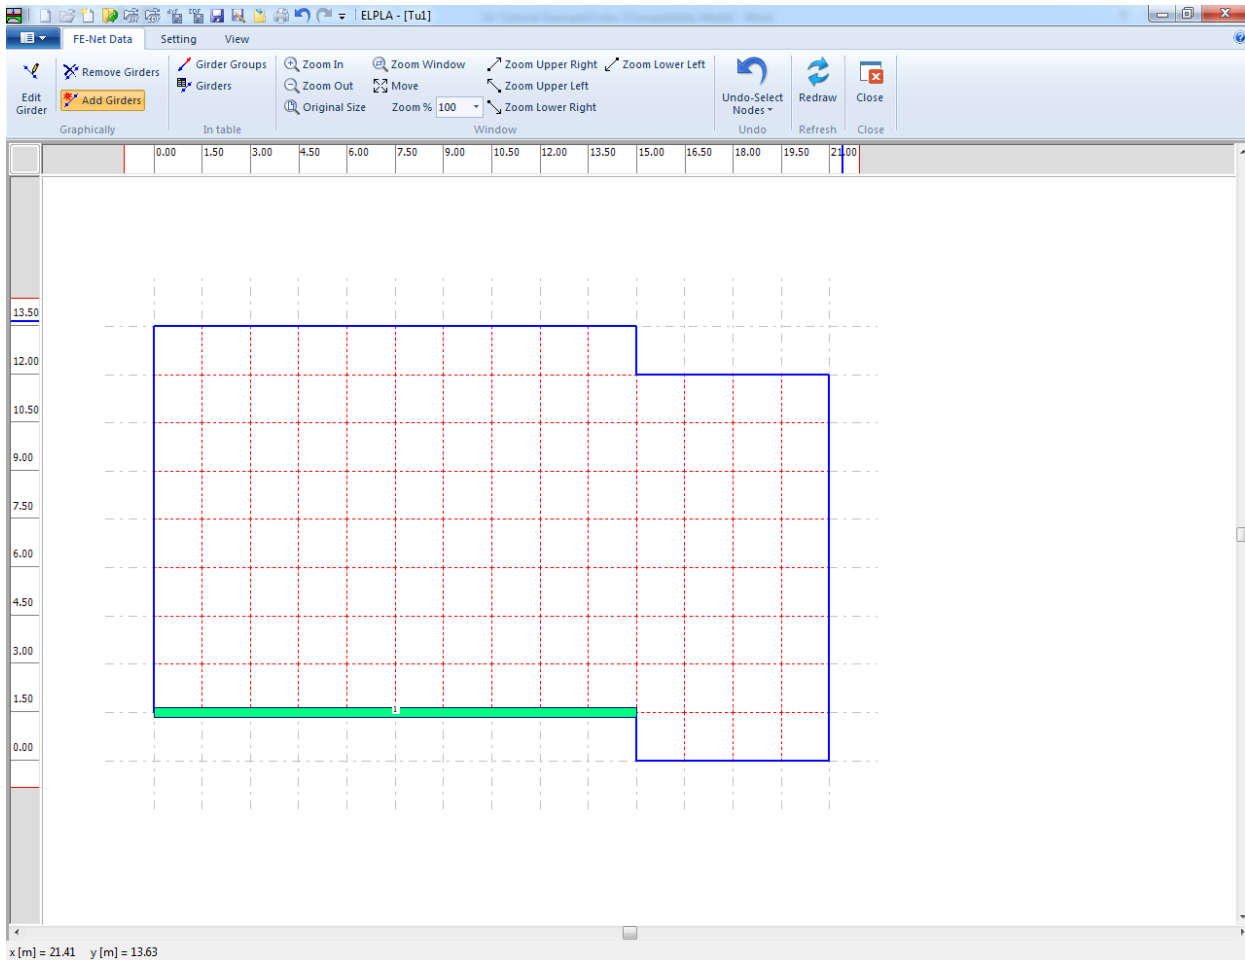 ELPLA - [Tu1]
FE-Net Data Setting View
Edit Girder
Remove Girders
Add Girders
Graphically
Girder Groups
Girders
In table
Zoom In Zoom Window Zoom Upper Right Zoom Lower Left
Zoom Out Move Zoom Upper Left
Original Size Zoom % 100 Zoom Lower Right
Window
Undo-Select Nodes
Undo
Redraw
Refresh
Close
Close
0.00 1.50 3.00 4.50 6.00 7.50 9.00 10.50 12.00 13.50 15.00 16.50 18.00 19.50 21.00
13.50
12.00
10.50
9.00
7.50
6.00
4.50
3.00
1.50
1
0.00
x [m] = 21.41 y [m] = 13.63